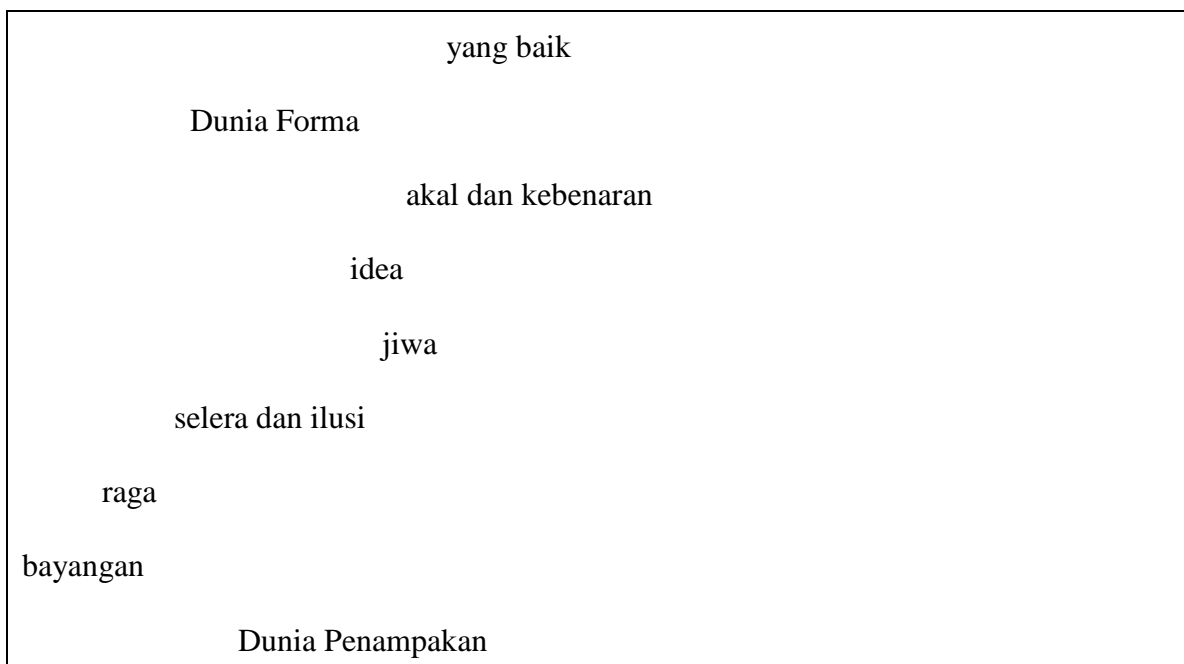 yang baik
Dunia Forma
akal dan kebenaran
idea
jiwa
selera dan ilusi
raga
bayangan
Dunia Penampakan